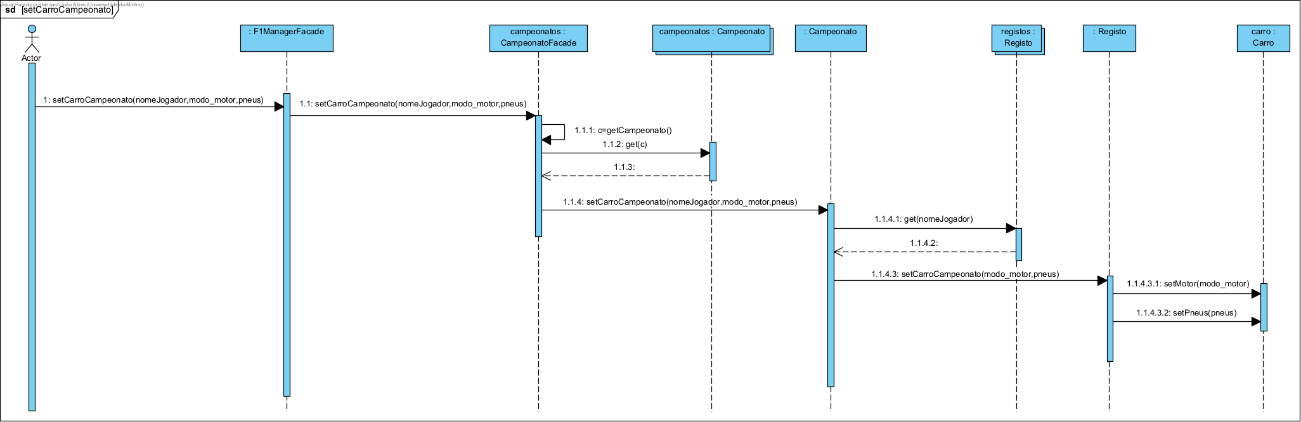 sd [setCarroCampeonato]
Actor
: F1ManagerFacade
campeonatos :
CampeonatoFacade
campeonatos : Campeonato
: Campeonato
registos :
Registo
: Registo
carro :
Carro
1: setCarroCampeonato(nomeJogador,modo_motor,pneus)
1.1: setCarroCampeonato(nomeJogador,modo_motor,pneus)
1.1.1: c=getCampeonato()
1.1.2: get(c)
1.1.3:
1.1.4: setCarroCampeonato(nomeJogador,modo_motor,pneus)
1.1.4.1: get(nomeJogador)
1.1.4.2:
1.1.4.3: setCarroCampeonato(modo_motor,pneus)
1.1.4.3.1: setMotor(modo_motor)
1.1.4.3.2: setPneus(pneus)